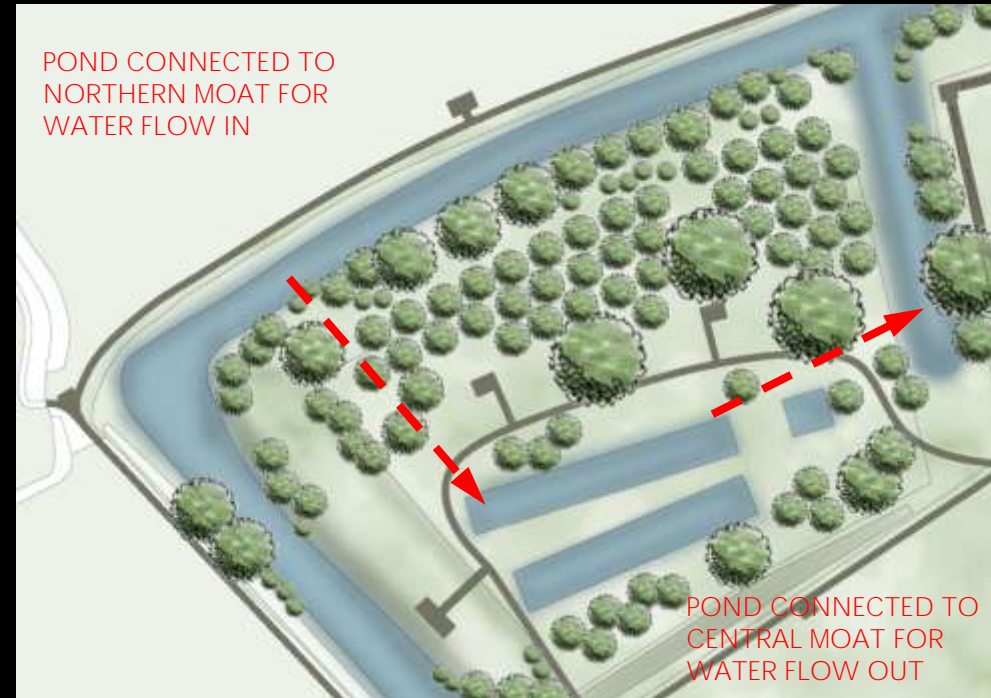 POND CONNECTED TO
NORTHERN MOAT FOR
WATER FLOW IN
POND CONNECTED TO
CENTRAL MOAT FOR
WATER FLOW OUT